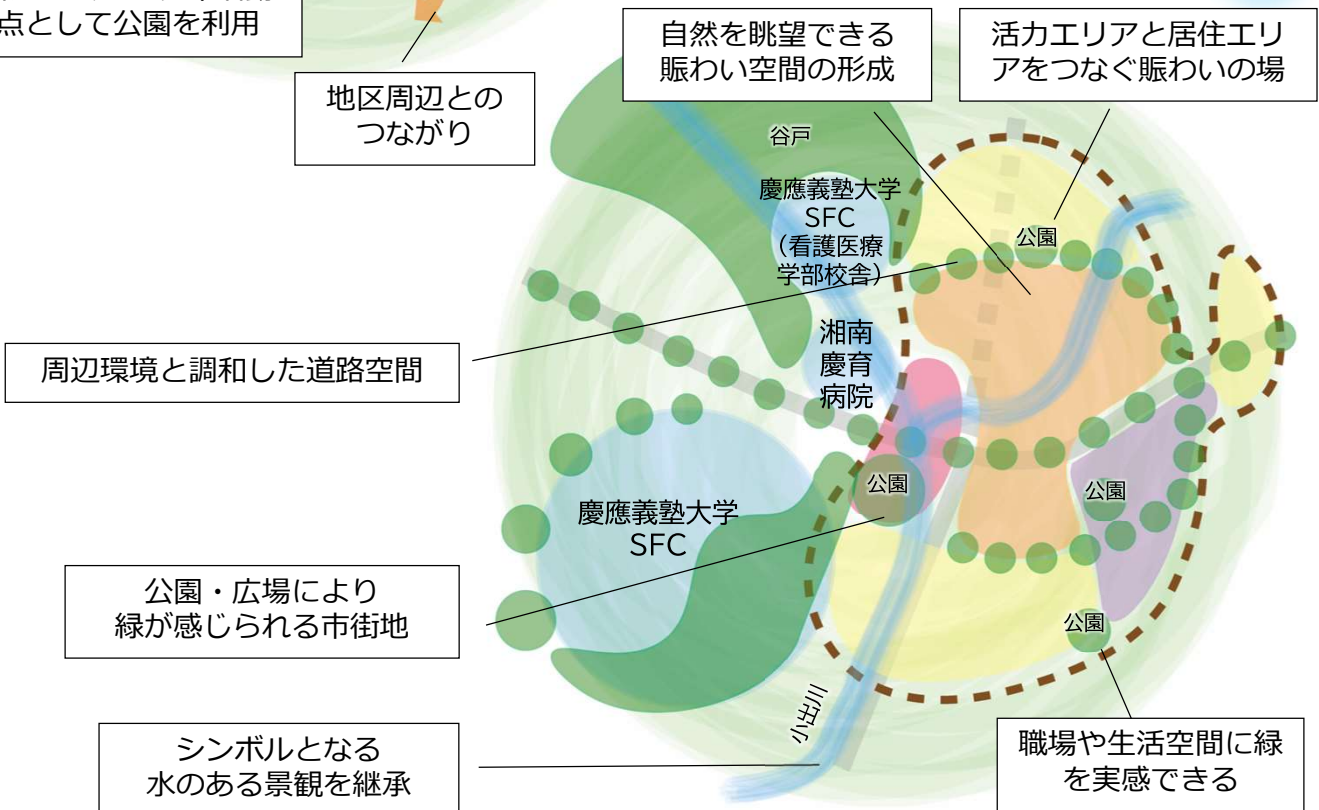 点として公園を利用
地区周辺との
つながり
自然を眺望できる
賑わい空間の形成
活力エリアと居住エリ
アをつなぐ賑わいの場
谷戸
慶應義塾大学
SFC
（看護医療
学部校舎）
公園
湘南
慶育
病院
周辺環境と調和した道路空間
公園
公園
慶應義塾大学
SFC
公園・広場により
緑が感じられる市街地
公園
小出川
シンボルとなる
水のある景観を継承
職場や生活空間に緑
を実感できる